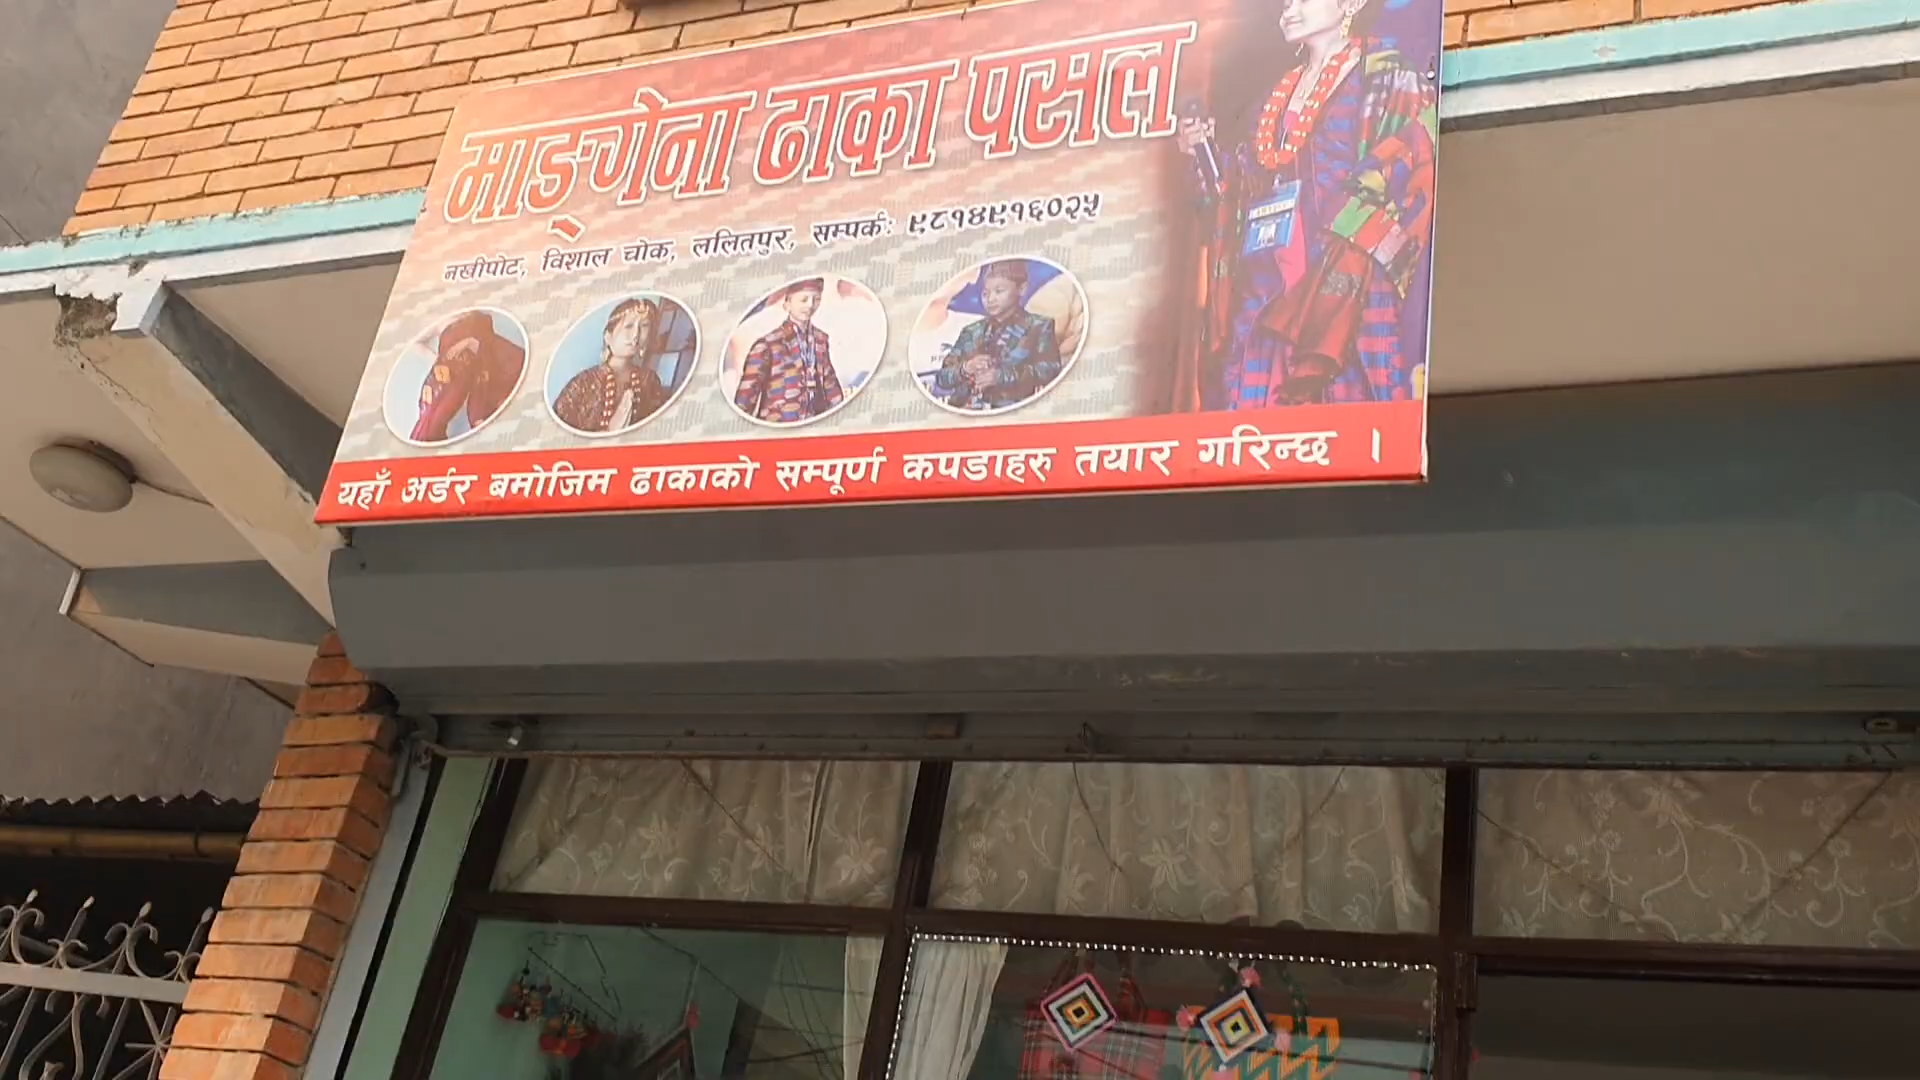 माङ्गेना ढाका पसल
नखीपोट, विशाल चोक, ललितपुर, सम्पर्कः ९८१४९१६०२५
यहाँ अर्डर बमोजिम ढाकाको सम्पूर्ण कपडाहरु तयार गरिन्छ ।